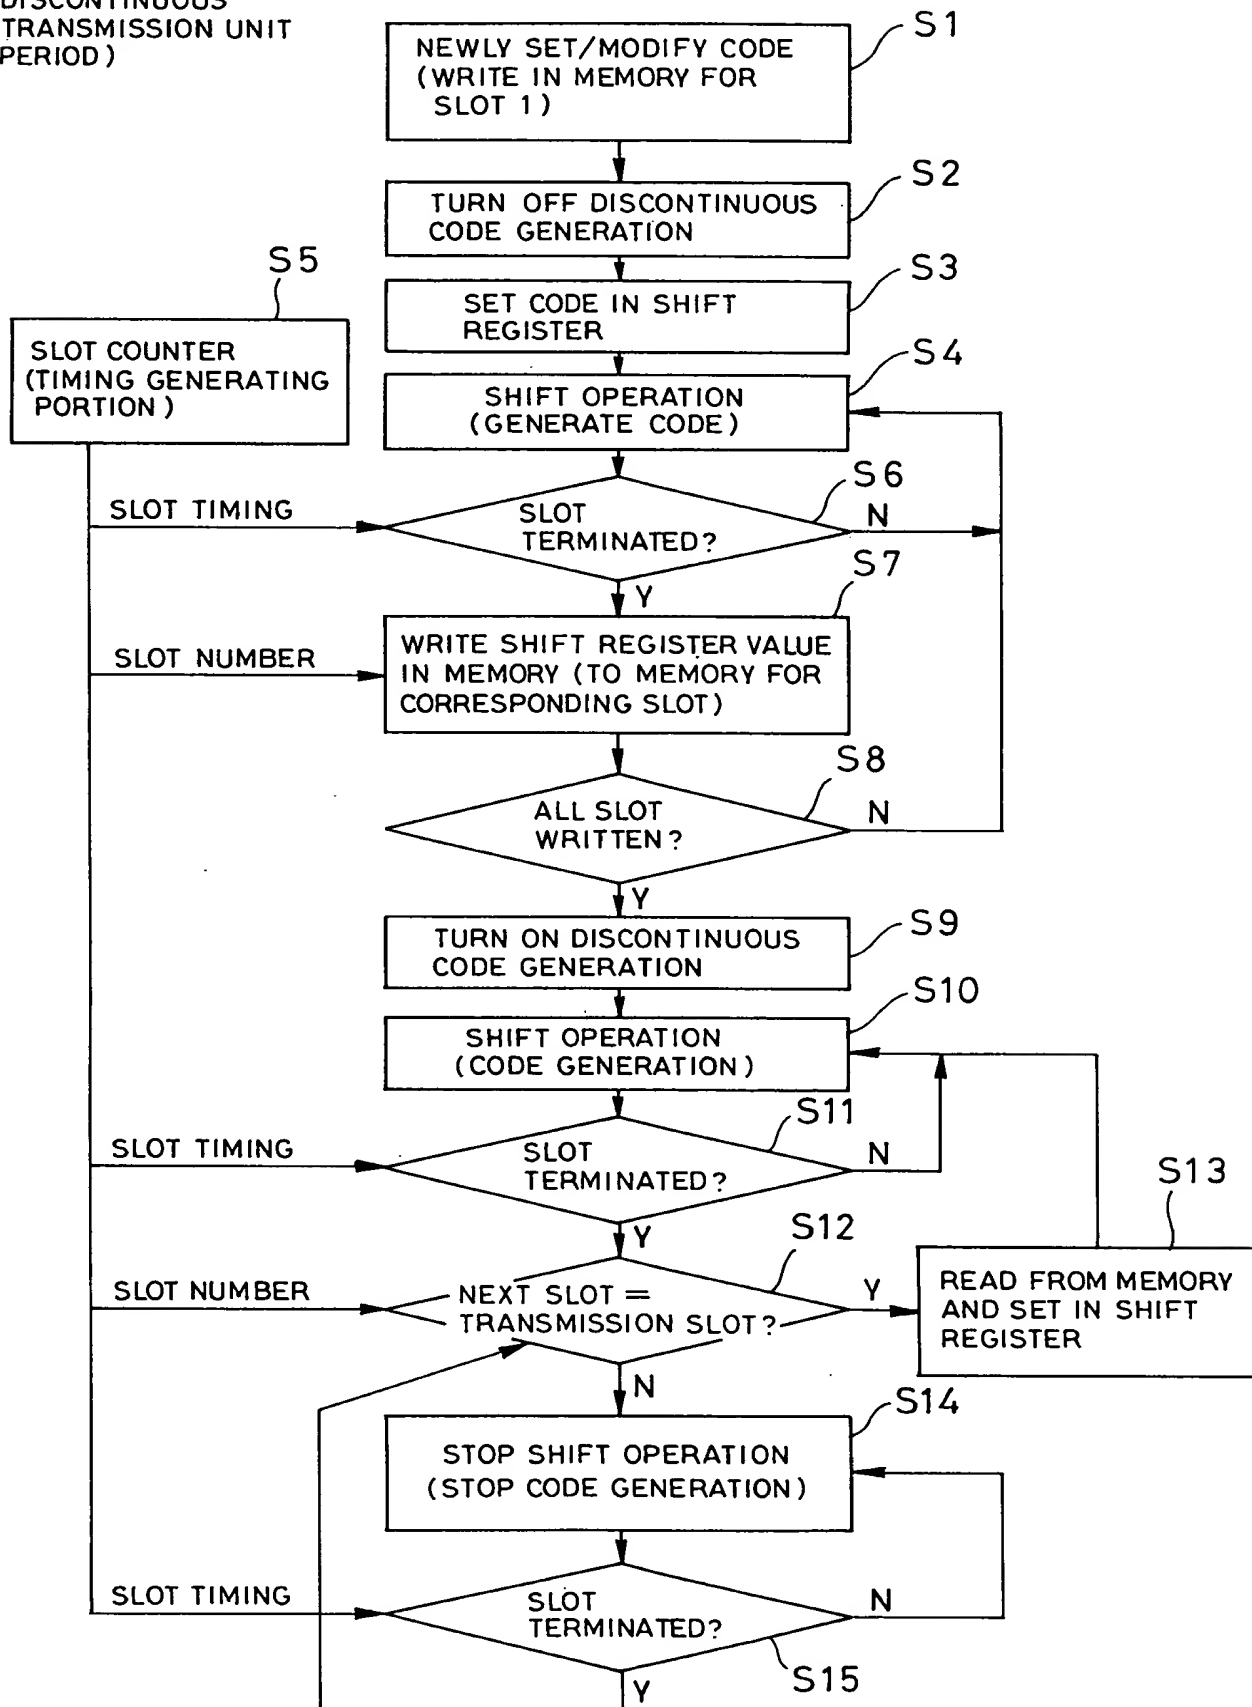 DISCONTINUOUS
TRANSMISSION UNIT
PERIOD)
S1
NEWLY SET/MODIFY CODE
(WRITE IN MEMORY FOR
SLOT 1)
S2
TURN OFF DISCONTINUOUS
CODE GENERATION
S5
S3
SET CODE IN SHIFT
REGISTER
SLOT COUNTER
(TIMING GENERATING
PORTION)
S4
SHIFT OPERATION
(GENERATE CODE)
S6
SLOT TIMING
SLOT
TERMINATED?
N
Y
S7
SLOT NUMBER
WRITE SHIFT REGISTER VALUE
IN MEMORY (TO MEMORY FOR
CORRESPONDING SLOT)
S8
ALL SLOT
WRITTEN?
N
Y
S9
TURN ON DISCONTINUOUS
CODE GENERATION
S10
SHIFT OPERATION
(CODE GENERATION)
S11
SLOT TIMING
SLOT
TERMINATED?
N
Y
S12
S13
SLOT NUMBER
NEXT SLOT =
TRANSMISSION SLOT?
Y
READ FROM MEMORY
AND SET IN SHIFT
REGISTER
N
S14
STOP SHIFT OPERATION
(STOP CODE GENERATION)
SLOT TIMING
SLOT
TERMINATED?
N
S15
Y